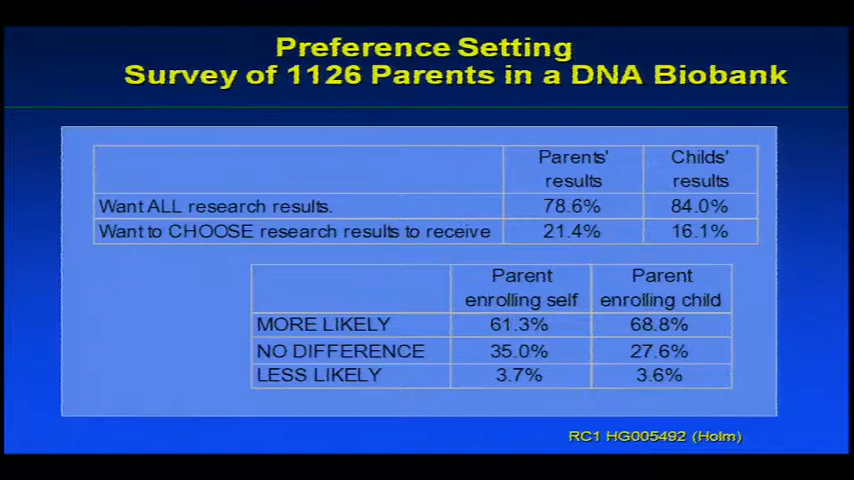 Preference Setting
Survey of 1126 Parents in a DNA Biobank
Parents' Childs'
results results
Want ALL research results. 78.6% 84.0%
Want to CHOOSE research results to receive 21.4% 16.1%
Parent Parent
enrolling self enrolling child
MORE LIKELY 61.3% 68.8%
NO DIFFERENCE 35.0% 27.6%
LESS LIKELY 3.7% 3.6%
RC1 HG005492 (Holm)